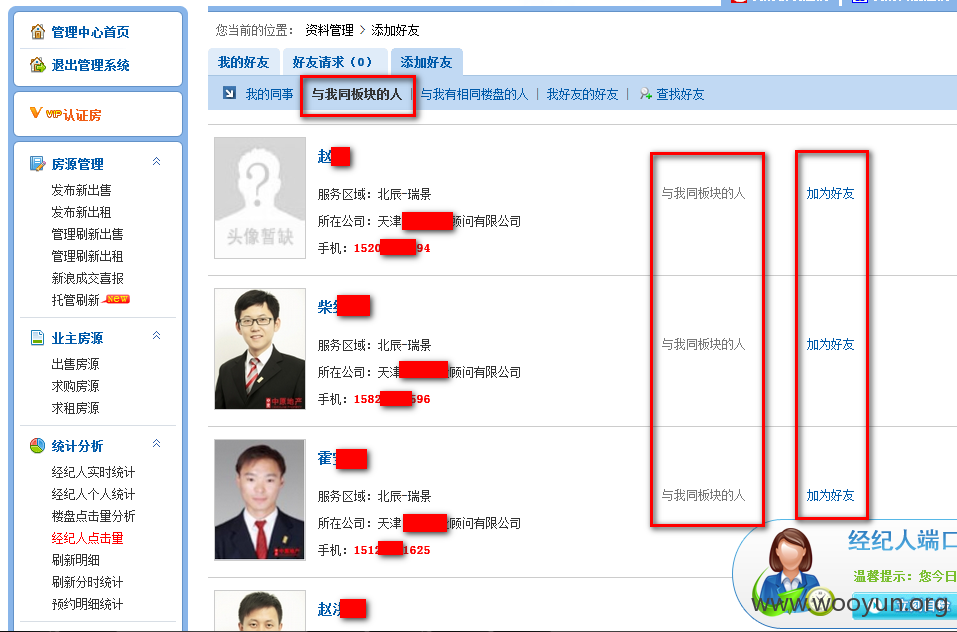 管理中心首页
退出管理系统
VIP认证房
房源管理
发布新出售
发布新出租
管理刷新出售
管理刷新出租
新浪成交喜报
托管刷新 NEW
业主房源
出售房源
求购房源
求租房源
统计分析
经纪人实时统计
经纪人个人统计
楼盘点击量分析
经纪人点击量
刷新明细
刷新分时统计
预约明细统计
您当前的位置： 资料管理 > 添加好友
我的好友 好友请求（0） 添加好友
我的同事 | 与我同板块的人 | 与我有相同楼盘的人 | 我好友的好友 | 查找好友
头像暂缺
赵
服务区域：北辰-瑞景
所在公司：天津 顾问有限公司
手机：1520 94
与我同板块的人
加为好友
中原地产
柴
服务区域：北辰-瑞景
所在公司：天津 顾问有限公司
手机：1582 596
与我同板块的人
加为好友
中原地产
霍
服务区域：北辰-瑞景
所在公司：天津 顾问有限公司
手机：1512 1625
与我同板块的人
加为好友
赵
经纪人端口
温馨提示：您今日
www.wooyun.org